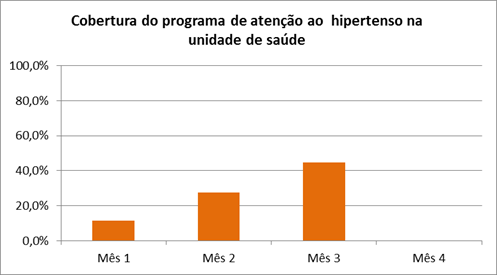 Cobertura do programa de atenção ao hipertenso na
unidade de saúde
100,0%
80,0%
60,0%
40,0%
20,0%
0,0%
Mês 1 Mês 2 Mês 3 Mês 4